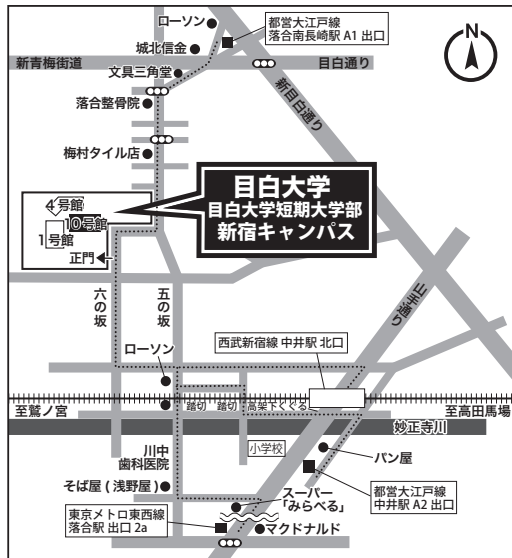 ローソン
都営大江戸線
落合南長崎駅 A1 出口
N
城北信金
新青梅街道
目白通り
文具三角堂
新目白通り
落合整骨院
梅村タイル店
目白大学
目白大学短期大学部
新宿キャンパス
4号館
10号館
1号館
正門
六の坂
五の坂
山手通り
西武新宿線 中井駅 北口
ローソン
至鷺ノ宮
踏切
踏切
高架下くぐる
至高田馬場
妙正寺川
川中
歯科医院
小学校
パン屋
そば屋 ( 浅野屋 )
都営大江戸線
中井駅 A2 出口
スーパー
「みらべる」
東京メトロ東西線
落合駅 出口 2a
マクドナルド